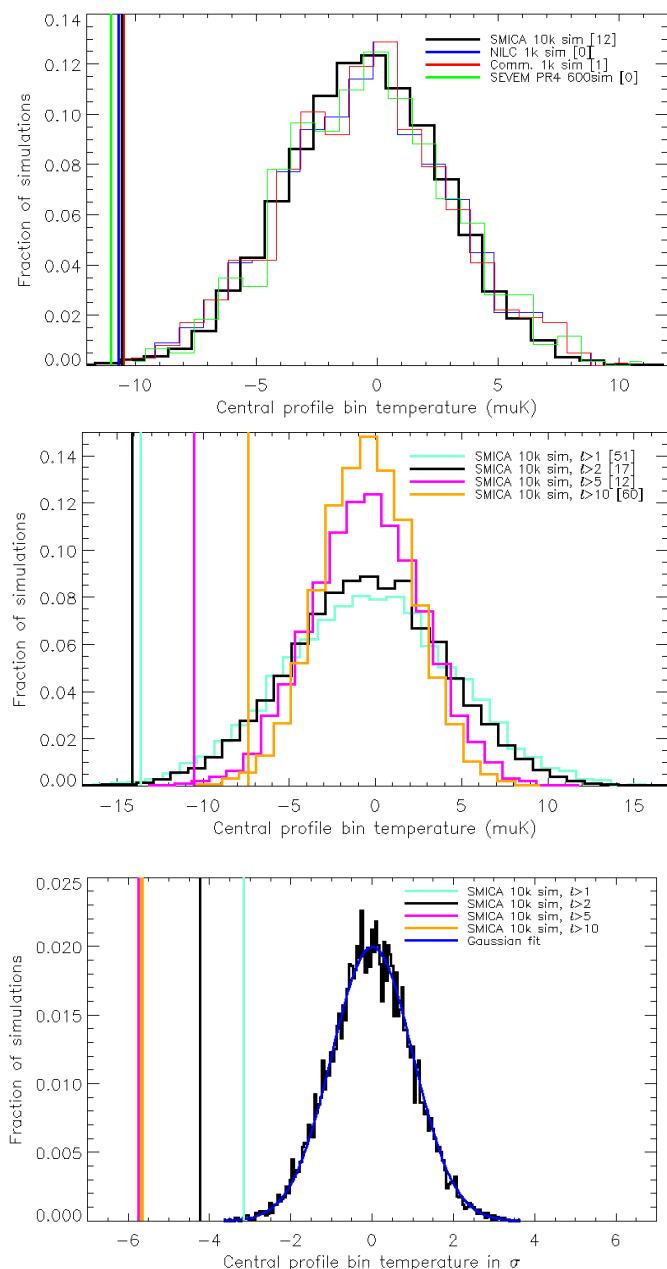 0.14
0.12
0.10
0.08
0.06
0.04
0.02
0.00
Fraction of simulations
SMICA 10k sim [12]
NILC 1k sim [0]
Comm. 1k sim [1]
SEVEM PR4 600sim [0]
-10 -5 0 5 10
Central profile bin temperature (muK)
0.14
0.12
0.10
0.08
0.06
0.04
0.02
0.00
Fraction of simulations
SMICA 10k sim, ℓ>1 [51]
SMICA 10k sim, ℓ>2 [17]
SMICA 10k sim, ℓ>5 [12]
SMICA 10k sim, ℓ>10 [60]
-15 -10 -5 0 5 10 15
Central profile bin temperature (muK)
0.025
0.020
0.015
0.010
0.005
0.000
Fraction of simulations
SMICA 10k sim, ℓ>1
SMICA 10k sim, ℓ>2
SMICA 10k sim, ℓ>5
SMICA 10k sim, ℓ>10
Gaussian fit
-6 -4 -2 0 2 4 6
Central profile bin temperature in σ